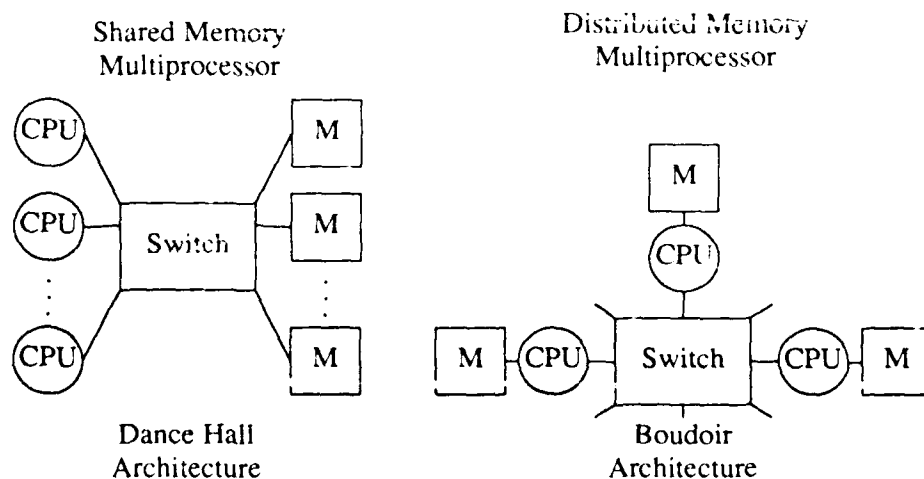 Shared Memory
Multiprocessor
CPU
M
CPU
M
Switch
CPU
M
Dance Hall
Architecture
Distributed Memory
Multiprocessor
M
CPU
M
CPU
Switch
CPU
M
Boudoir
Architecture